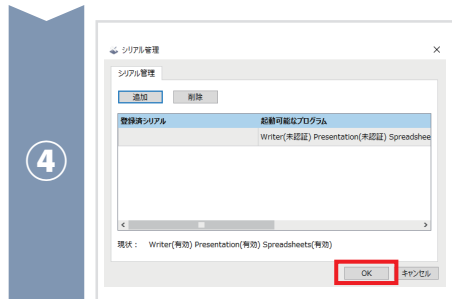 ④
シリアル管理
シリアル管理
追加 削除
登録済シリアル 起動可能なプログラム
Writer(未認証) Presentation(未認証) Spreadshee
現状： Writer(有効) Presentation(有効) Spreadsheets(有効)
OK キャンセル